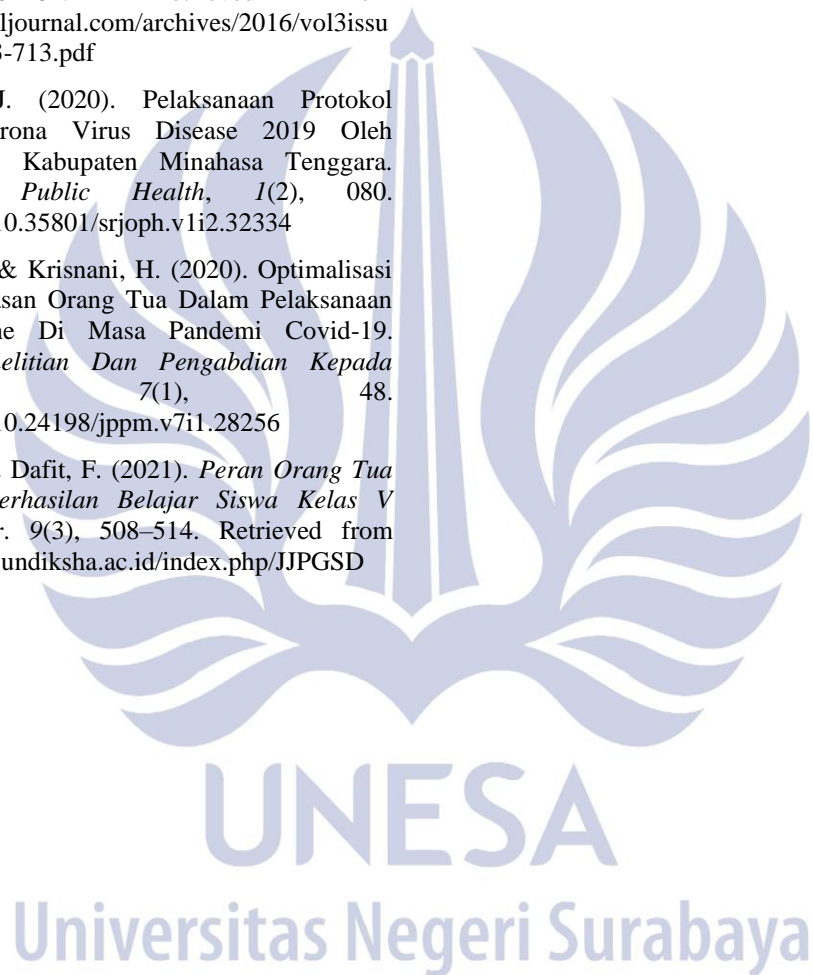 ljournal.com/archives/2016/vol3issu
-713.pdf
J. (2020). Pelaksanaan Protokol
rona Virus Disease 2019 Oleh
Kabupaten Minahasa Tenggara.
Public Health, 1(2), 080.
10.35801/srjoph.v1i2.32334
& Krisnani, H. (2020). Optimalisasi
asan Orang Tua Dalam Pelaksanaan
ne Di Masa Pandemi Covid-19.
nelitian Dan Pengabdian Kepada
7(1), 48.
10.24198/jppm.v7i1.28256
Dafit, F. (2021). Peran Orang Tua
erhasilan Belajar Siswa Kelas V
r. 9(3), 508–514. Retrieved from
undiksha.ac.id/index.php/JJPGSD
UNESA
Universitas Negeri Surabaya